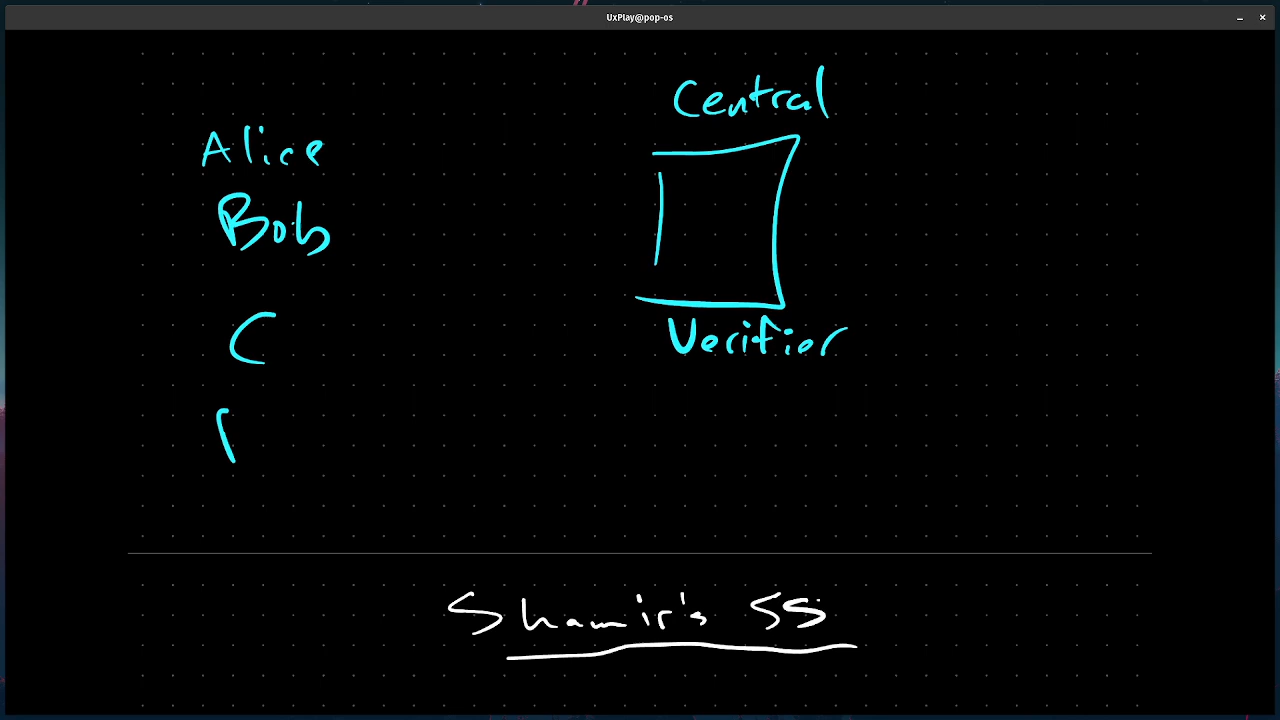 UxPlay@pop-os
Central
Alice
Bob
Verifier
C
Shamir's SS